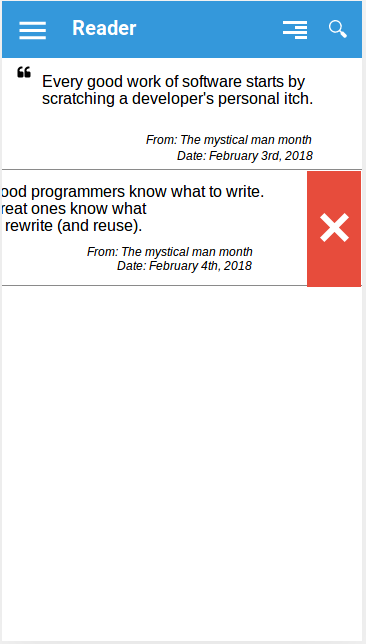 Reader
Every good work of software starts by
scratching a developer's personal itch.
From: The mystical man month
Date: February 3rd, 2018
ood programmers know what to write.
reat ones know what
rewrite (and reuse).
From: The mystical man month
Date: February 4th, 2018